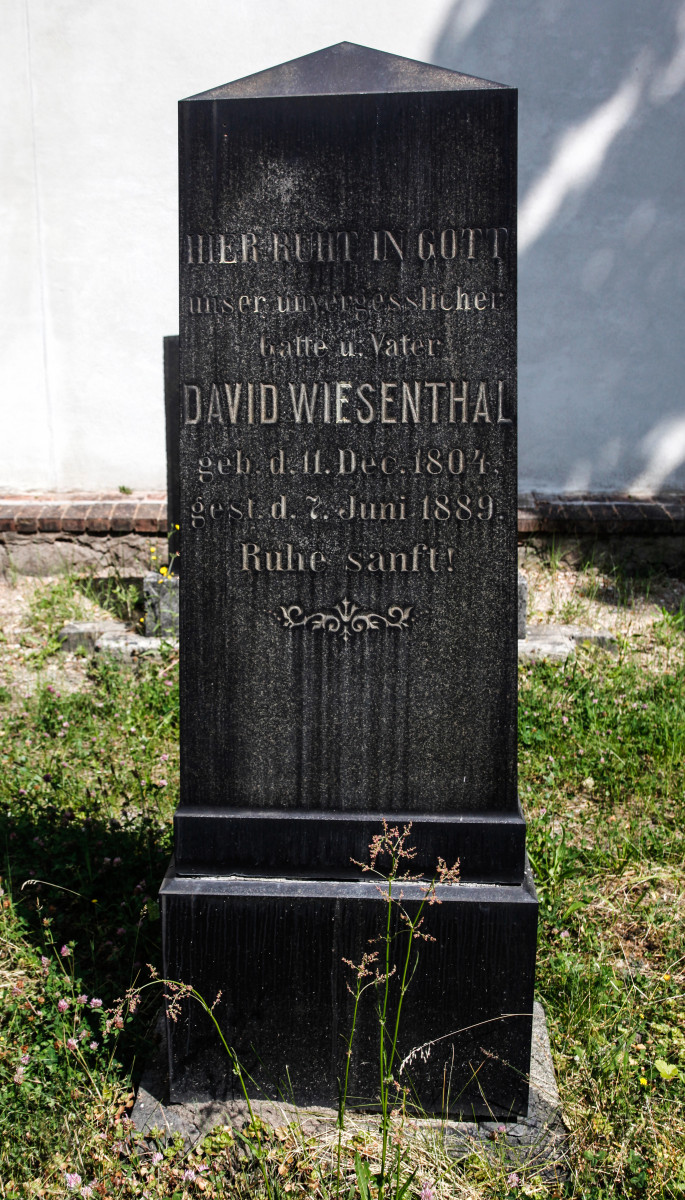 HIER RUHT IN GOTT
unser unvergesslicher
Gatte u. Vater
DAVID WIESENTHAL
geb. d. 11. Dec. 1804.
gest. d. 7. Juni 1889.
Ruhe sanft!